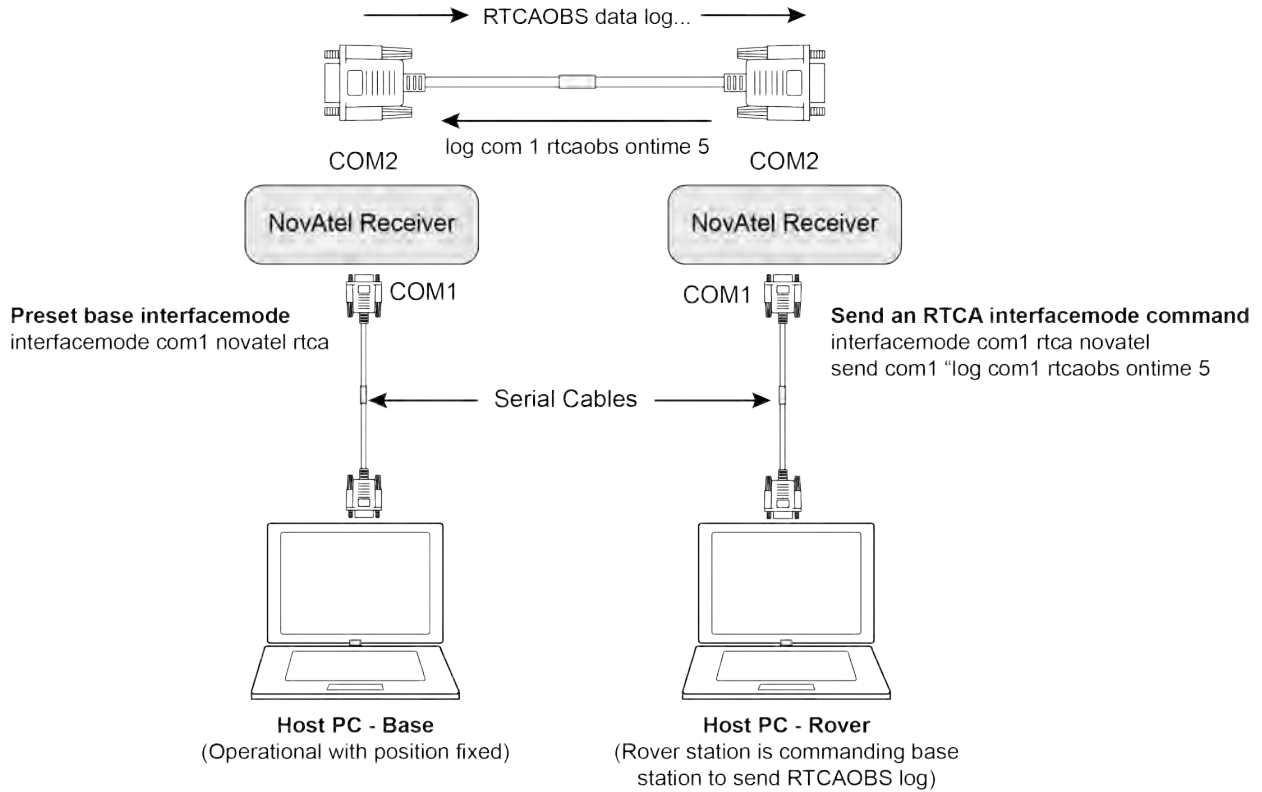 RTCAOBS data log...
log com 1 rtcaobs ontime 5
COM2
COM2
NovAtel Receiver
NovAtel Receiver
COM1
COM1
Preset base interfacemode
interfacemode com1 novatel rtca
Send an RTCA interfacemode command
interfacemode com1 rtca novatel
send com1 “log com1 rtcaobs ontime 5
Serial Cables
Host PC - Base
(Operational with position fixed)
Host PC - Rover
(Rover station is commanding base
station to send RTCAOBS log)